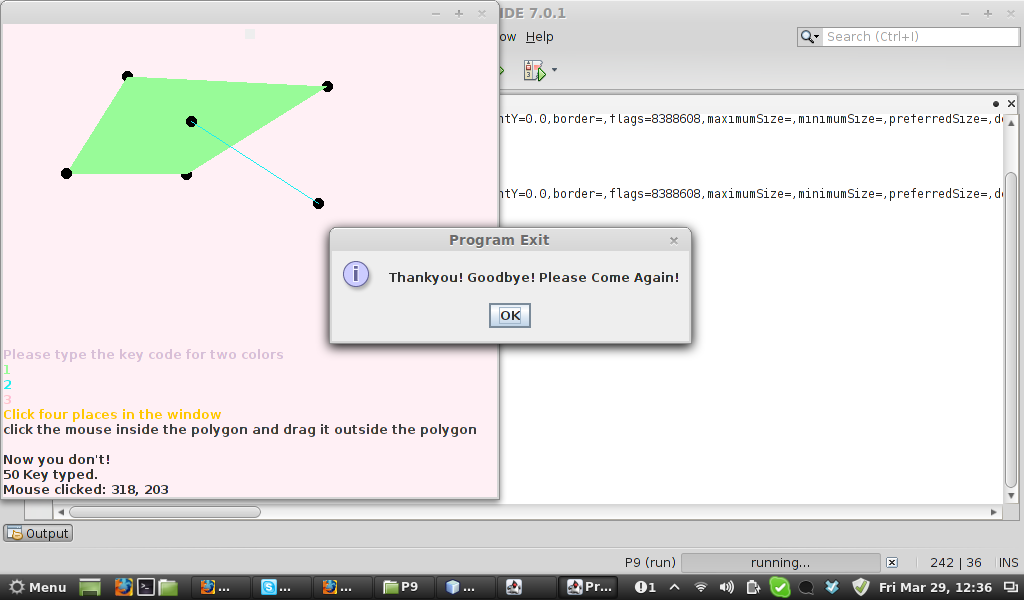 IDE 7.0.1
ow Help
Search (Ctrl+I)
ntY=0.0,border=,flags=8388608,maximumSize=,minimumSize=,preferredSize=,de
ntY=0.0,border=,flags=8388608,maximumSize=,minimumSize=,preferredSize=,de
Program Exit
Thankyou! Goodbye! Please Come Again!
OK
Please type the key code for two colors
1
2
3
Click four places in the window
click the mouse inside the polygon and drag it outside the polygon
Now you don't!
50 Key typed.
Mouse clicked: 318, 203
Output
P9 (run) running... 242 | 36 INS
Menu ... ... ... P9 ... Pr... 1 Fri Mar 29, 12:36